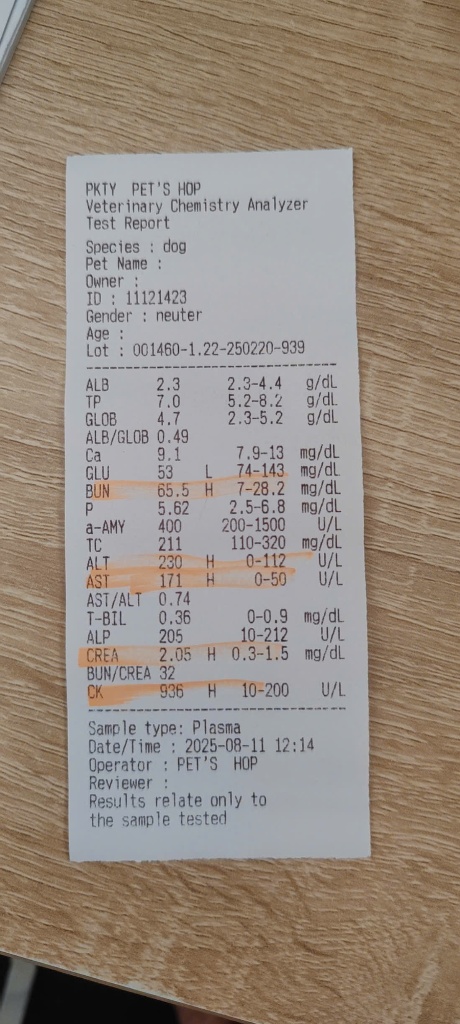 PKTY PET'S HOP
Veterinary Chemistry Analyzer
Test Report
Species : dog
Pet Name :
Owner :
ID : 11121423
Gender : neuter
Age :
Lot : 001460-1.22-250220-939
ALB 2.3 2.3-4.4 g/dL
TP 7.0 5.2-8.2 g/dL
GLOB 4.7 2.3-5.2 g/dL
ALB/GLOB 0.49
Ca 9.1 7.9-13 mg/dL
GLU 53 L 74-143 mg/dL
BUN 65.5 H 7-28.2 mg/dL
P 5.62 2.5-6.8 mg/dL
a-AMY 400 200-1500 U/L
TC 211 110-320 mg/dL
ALT 230 H 0-112 U/L
AST 171 H 0-50 U/L
AST/ALT 0.74
T-BIL 0.36 0-0.9 mg/dL
ALP 205 10-212 U/L
CREA 2.05 H 0.3-1.5 mg/dL
BUN/CREA 32
CK 936 H 10-200 U/L
Sample type: Plasma
Date/Time : 2025-08-11 12:14
Operator : PET'S HOP
Reviewer :
Results relate only to
the sample tested